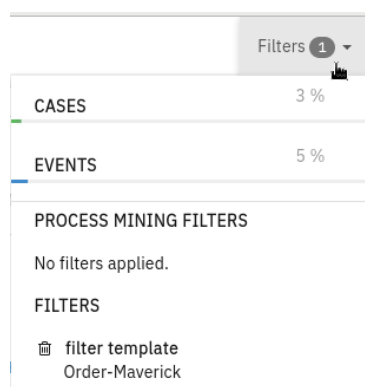 Filters 1
CASES 3 %
EVENTS 5 %
PROCESS MINING FILTERS
No filters applied.
FILTERS
filter template
Order-Maverick